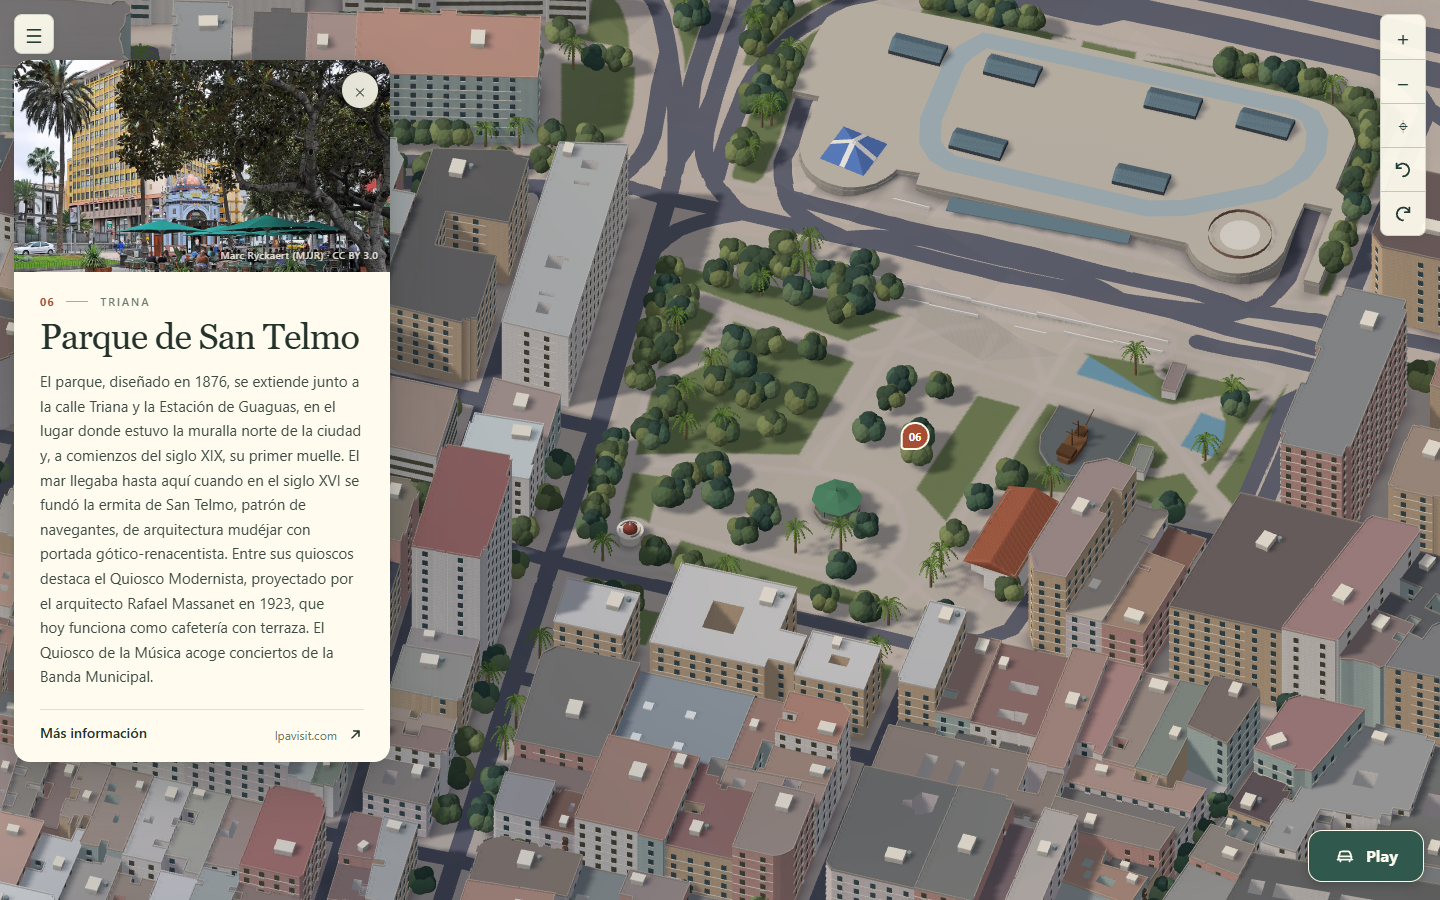 Marc Ryckaert (MJJR) · CC BY 3.0
06 TRIANA
Parque de San Telmo
El parque, diseñado en 1876, se extiende junto a
la calle Triana y la Estación de Guaguas, en el
lugar donde estuvo la muralla norte de la ciudad
y, a comienzos del siglo XIX, su primer muelle. El
mar llegaba hasta aquí cuando en el siglo XVI se
fundó la ermita de San Telmo, patrón de
navegantes, de arquitectura mudéjar con
portada gótico-renacentista. Entre sus quioscos
destaca el Quiosco Modernista, proyectado por
el arquitecto Rafael Massanet en 1923, que
hoy funciona como cafetería con terraza. El
Quiosco de la Música acoge conciertos de la
Banda Municipal.
Más información lpavisit.com
06
Play